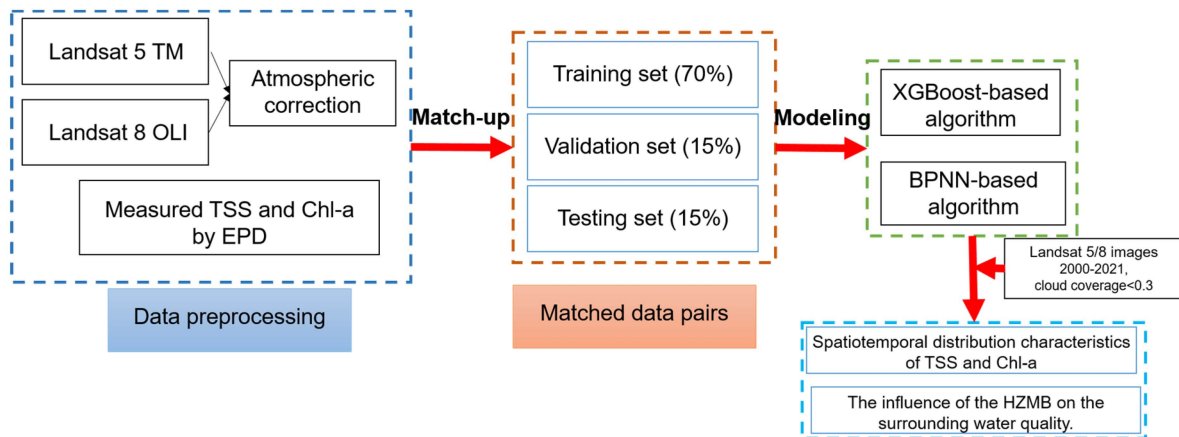 Landsat 5 TM
Landsat 8 OLI
Atmospheric
correction
Measured TSS and Chl-a
by EPD
Data preprocessing
Match-up
Training set (70%)
Validation set (15%)
Testing set (15%)
Matched data pairs
Modeling
XGBoost-based
algorithm
BPNN-based
algorithm
Landsat 5/8 images
2000-2021,
cloud coverage<0.3
Spatiotemporal distribution characteristics
of TSS and Chl-a
The influence of the HZMB on the
surrounding water quality.